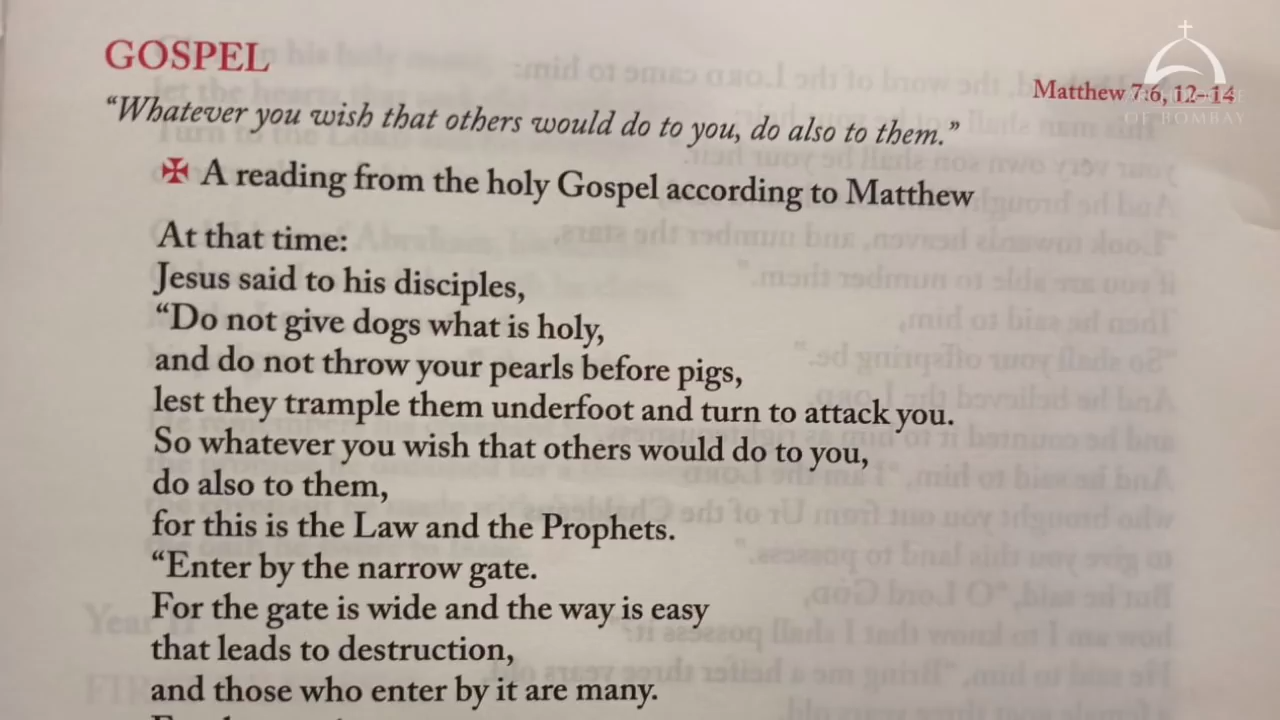 GOSPEL
Matthew 7:6, 12–14
OF BOMBAY
“Whatever you wish that others would do to you, do also to them.”
✠ A reading from the holy Gospel according to Matthew
At that time:
Jesus said to his disciples,
“Do not give dogs what is holy,
and do not throw your pearls before pigs,
lest they trample them underfoot and turn to attack you.
So whatever you wish that others would do to you,
do also to them,
for this is the Law and the Prophets.
“Enter by the narrow gate.
For the gate is wide and the way is easy
that leads to destruction,
and those who enter by it are many.